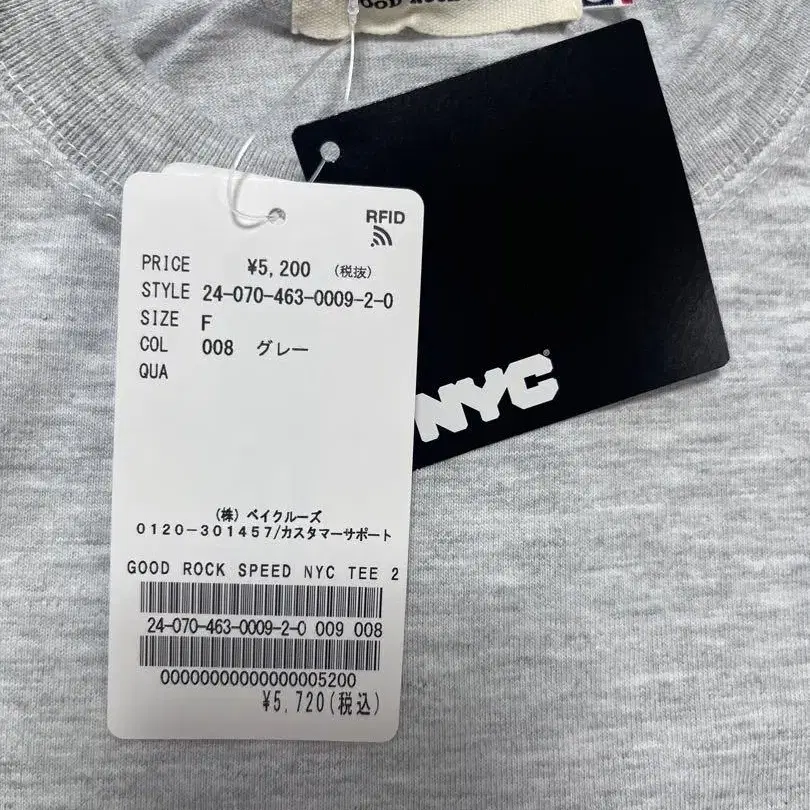 GOOD ROCK
RFID
PRICE ¥5,200 (税抜)
STYLE 24-070-463-0009-2-0
SIZE F
COL 008 グレー
QUA
NYC
(株) ベイクルーズ
0120-301457/カスタマーサポート
GOOD ROCK SPEED NYC TEE 2
24-070-463-0009-2-0 009 008
00000000000000005200
¥5,720(税込)